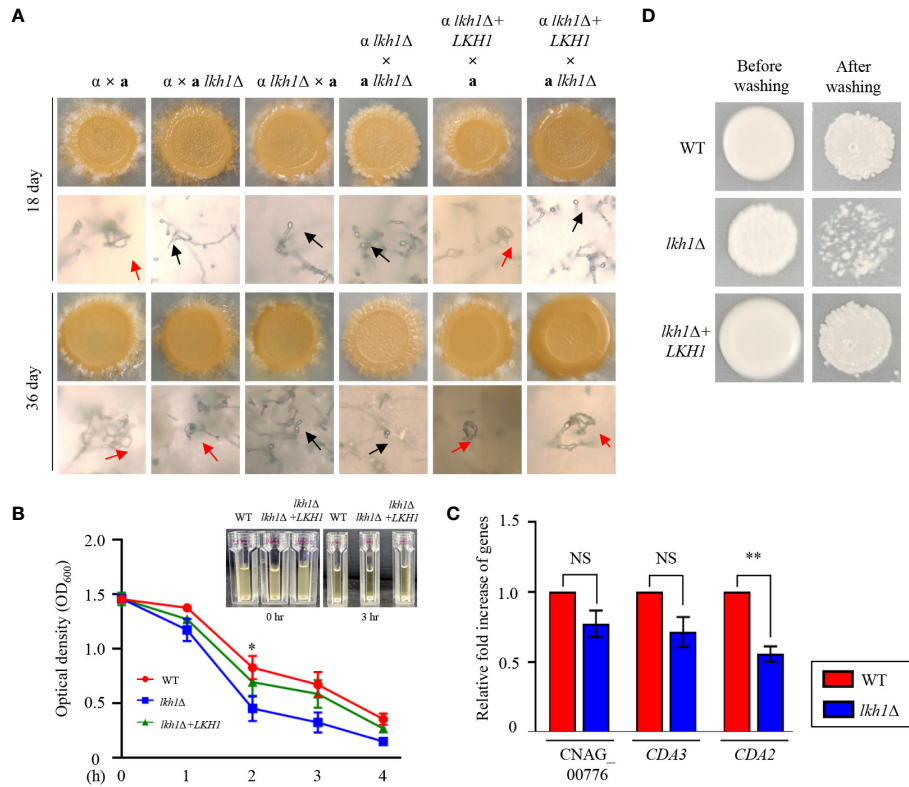 A
α lkh1Δ α lkh1Δ+ α lkh1Δ+
× LKH1 LKH1
α × a α × a lkh1Δ α lkh1Δ × a a lkh1Δ × ×
a a lkh1Δ
18 day
36 day
D
Before After
washing washing
WT
lkh1Δ
lkh1Δ+
LKH1
B
Optical density (OD600)
2.0
1.5
1.0
0.5
0
(h) 0 1 2 3 4
*
WT
lkh1Δ
lkh1Δ+LKH1
lkh1Δ
WT lkh1Δ +LKH1
0 hr
lkh1Δ
WT lkh1Δ +LKH1
3 hr
C
Relative fold increase of genes
1.5
1.0
0.5
0
NS NS **
CNAG_ CDA3 CDA2
00776
WT
lkh1Δ